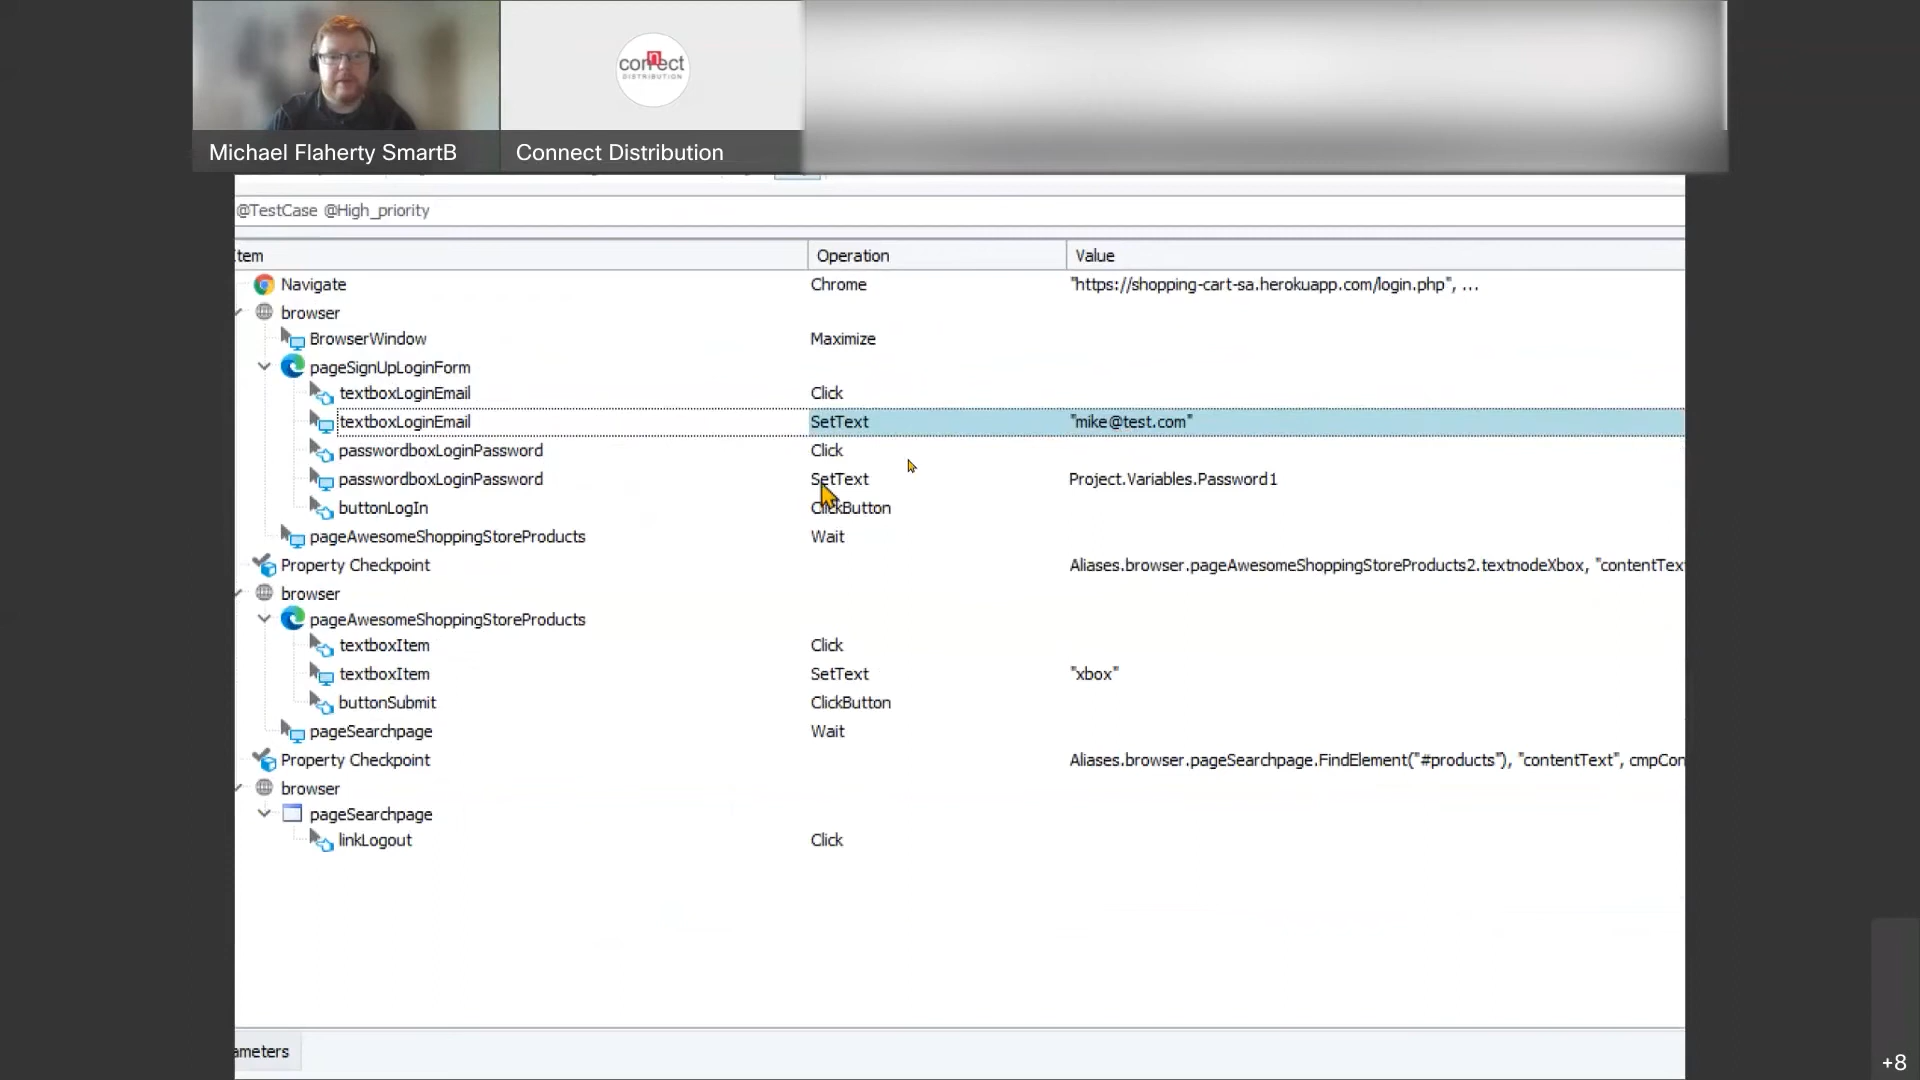 connect
DISTRIBUTION
Michael Flaherty SmartB
Connect Distribution
@TestCase @High_priority
Item Operation Value
Navigate Chrome "https://shopping-cart-sa.herokuapp.com/login.php", ...
browser
BrowserWindow Maximize
pageSignUpLoginForm
textboxLoginEmail Click
textboxLoginEmail SetText "mike@test.com"
passwordboxLoginPassword Click
passwordboxLoginPassword SetText Project.Variables.Password1
buttonLogIn ClickButton
pageAwesomeShoppingStoreProducts Wait
Property Checkpoint Aliases.browser.pageAwesomeShoppingStoreProducts2.textnodeXbox, "contentTex
browser
pageAwesomeShoppingStoreProducts
textboxItem Click
textboxItem SetText "xbox"
buttonSubmit ClickButton
pageSearchpage Wait
Property Checkpoint Aliases.browser.pageSearchpage.FindElement("#products"), "contentText", cmpCon
browser
pageSearchpage
linkLogout Click
ameters
+8